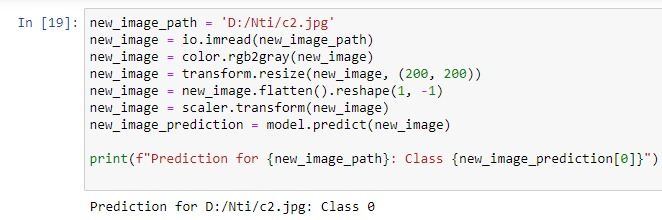 In [19]: new_image_path = 'D:/Nti/c2.jpg'
new_image = io.imread(new_image_path)
new_image = color.rgb2gray(new_image)
new_image = transform.resize(new_image, (200, 200))
new_image = new_image.flatten().reshape(1, -1)
new_image = scaler.transform(new_image)
new_image_prediction = model.predict(new_image)
print(f"Prediction for {new_image_path}: Class {new_image_prediction[0]}")
Prediction for D:/Nti/c2.jpg: Class 0